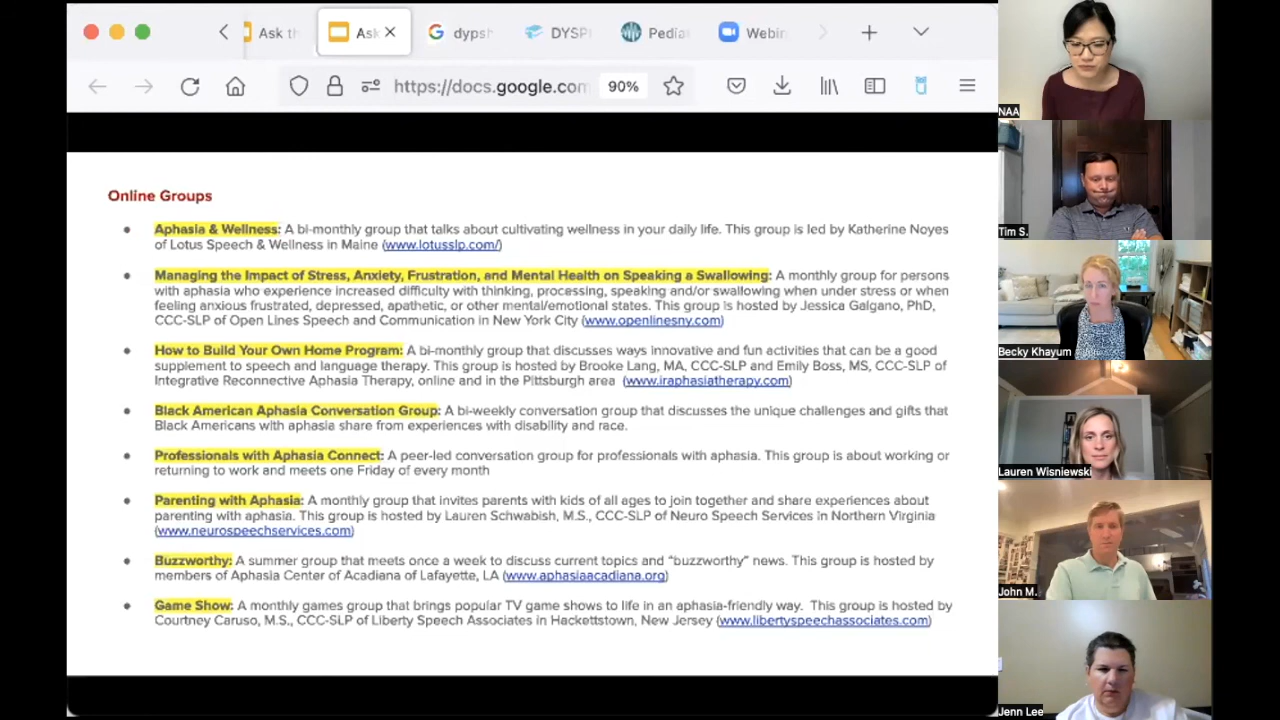 Ask th
Ask
dypsh
DYSP
Pedia
Webin
https://docs.google.com
90%
Online Groups
Aphasia & Wellness: A bi-monthly group that talks about cultivating wellness in your daily life. This group is led by Katherine Noyes
of Lotus Speech & Wellness in Maine (www.lotusslp.com/)
Managing the Impact of Stress, Anxiety, Frustration, and Mental Health on Speaking a Swallowing: A monthly group for persons
with aphasia who experience increased difficulty with thinking, processing, speaking and/or swallowing when under stress or when
feeling anxious frustrated, depressed, apathetic, or other mental/emotional states. This group is hosted by Jessica Galgano, PhD,
CCC-SLP of Open Lines Speech and Communication in New York City (www.openlinesny.com)
How to Build Your Own Home Program: A bi-monthly group that discusses ways innovative and fun activities that can be a good
supplement to speech and language therapy. This group is hosted by Brooke Lang, MA, CCC-SLP and Emily Boss, MS, CCC-SLP of
Integrative Reconnective Aphasia Therapy, online and in the Pittsburgh area (www.iraphasiatherapy.com)
Black American Aphasia Conversation Group: A bi-weekly conversation group that discusses the unique challenges and gifts that
Black Americans with aphasia share from experiences with disability and race.
Professionals with Aphasia Connect: A peer-led conversation group for professionals with aphasia. This group is about working or
returning to work and meets one Friday of every month
Parenting with Aphasia: A monthly group that invites parents with kids of all ages to join together and share experiences about
parenting with aphasia. This group is hosted by Lauren Schwabish, M.S., CCC-SLP of Neuro Speech Services in Northern Virginia
(www.neurospeechservices.com)
Buzzworthy: A summer group that meets once a week to discuss current topics and "buzzworthy" news. This group is hosted by
members of Aphasia Center of Acadiana of Lafayette, LA (www.aphasiaacadiana.org)
Game Show: A monthly games group that brings popular TV game shows to life in an aphasia-friendly way. This group is hosted by
Courtney Caruso, M.S., CCC-SLP of Liberty Speech Associates in Hackettstown, New Jersey (www.libertyspeechassociates.com)
NAA
Tim S.
Becky Khayum
Lauren Wisniewski
John M.
Jenn Lee